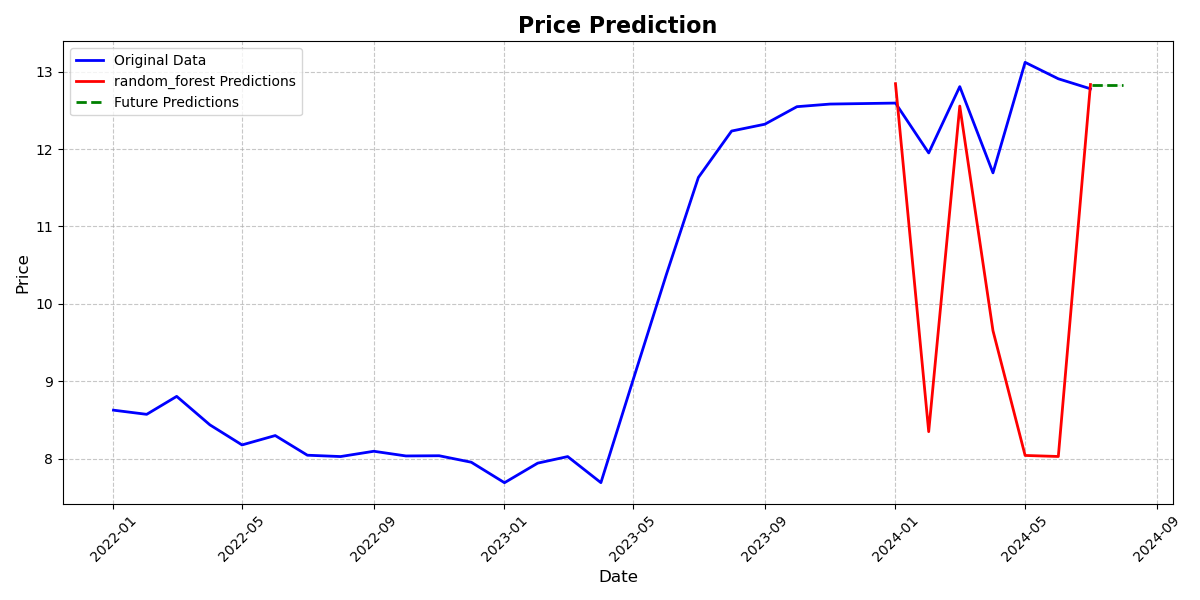 Price Prediction
Original Data
random_forest Predictions
Future Predictions
Price
13
12
11
10
9
8
2022-01
2022-05
2022-09
2023-01
2023-05
2023-09
2024-01
2024-05
2024-09
Date